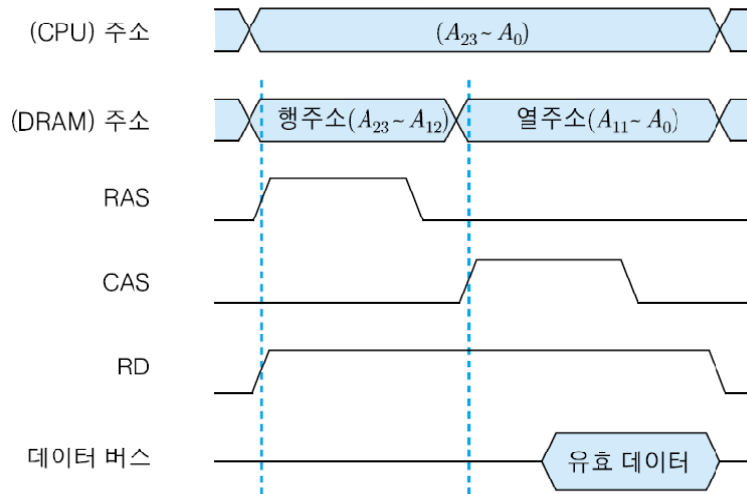 (CPU) 주소
(A23~A0)
(DRAM) 주소
행주소(A23~A12)
열주소(A11~A0)
RAS
CAS
RD
데이터 버스
유효 데이터